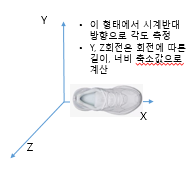 Y
• 이 형태에서 시계반대
방향으로 각도 측정
• Y, Z회전은 회전에 따른
길이, 너비 축소값으로
계산
X
Z